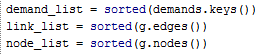 demand_list = sorted(demands.keys())
link_list = sorted(g.edges())
node_list = sorted(g.nodes())